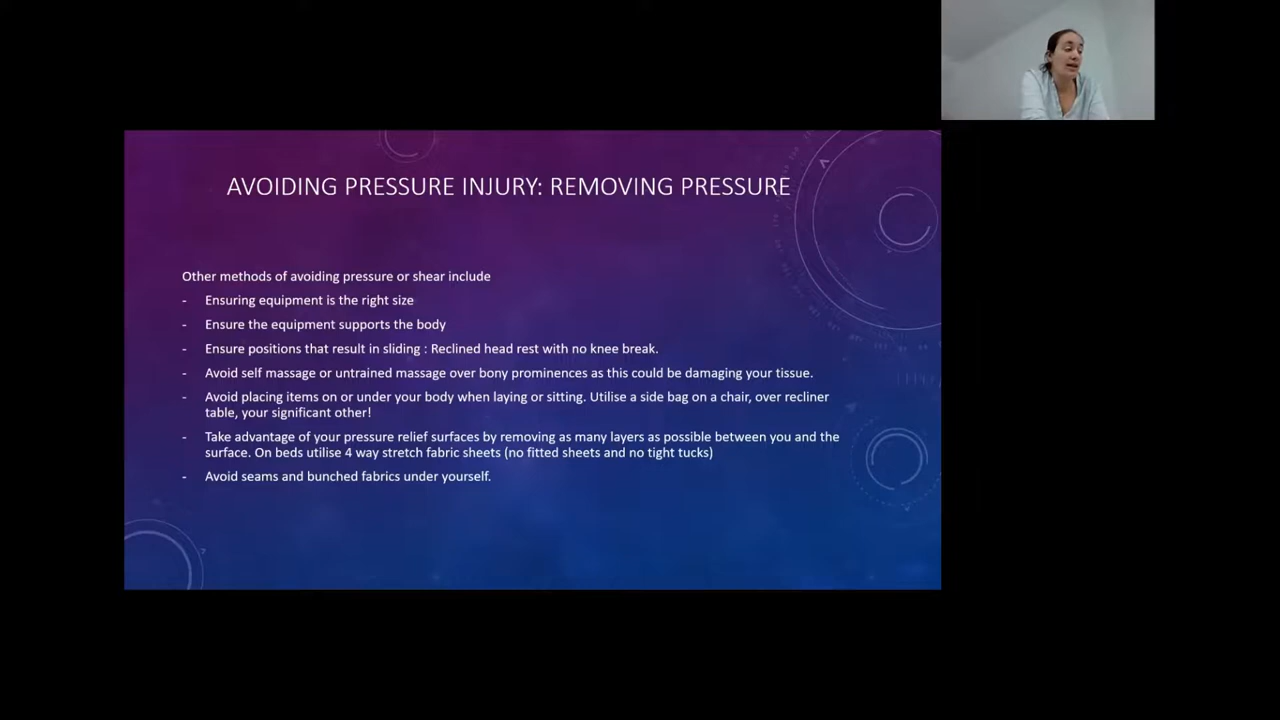 AVOIDING PRESSURE INJURY: REMOVING PRESSURE
Other methods of avoiding pressure or shear include
- Ensuring equipment is the right size
- Ensure the equipment supports the body
- Ensure positions that result in sliding : Reclined head rest with no knee break.
- Avoid self massage or untrained massage over bony prominences as this could be damaging your tissue.
- Avoid placing items on or under your body when laying or sitting. Utilise a side bag on a chair, over recliner
table, your significant other!
- Take advantage of your pressure relief surfaces by removing as many layers as possible between you and the
surface. On beds utilise 4 way stretch fabric sheets (no fitted sheets and no tight tucks)
- Avoid seams and bunched fabrics under yourself.